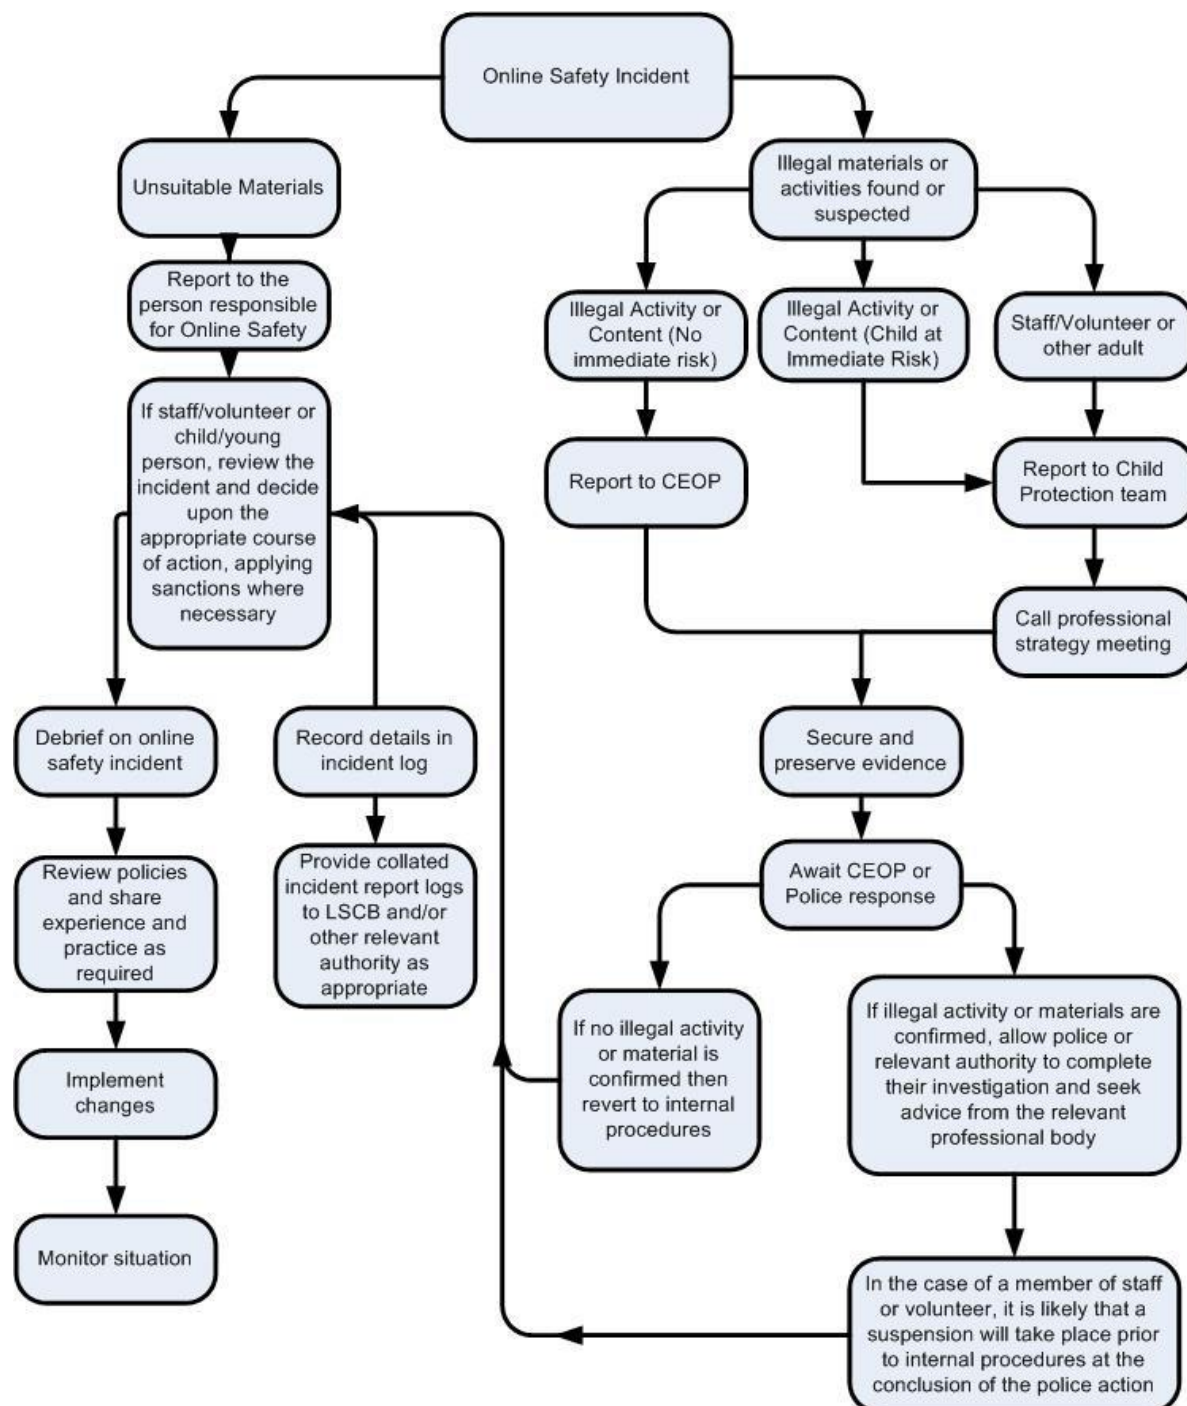 Online Safety Incident
Unsuitable Materials
Illegal materials or
activities found or
suspected
Report to the
person responsible
for Online Safety
Illegal Activity or
Content (No
immediate risk)
Illegal Activity or
Content (Child at
Immediate Risk)
Staff/Volunteer or
other adult
If staff/volunteer or
child/young
person, review the
incident and decide
upon the
appropriate course
of action, applying
sanctions where
necessary
Report to CEOP
Report to Child
Protection team
Call professional
strategy meeting
Debrief on online
safety incident
Record details in
incident log
Secure and
preserve evidence
Review policies
and share
experience and
practice as
required
Provide collated
incident report logs
to LSCB and/or
other relevant
authority as
appropriate
Await CEOP or
Police response
If no illegal activity
or material is
confirmed then
revert to internal
procedures
If illegal activity or materials are
confirmed, allow police or
relevant authority to complete
their investigation and seek
advice from the relevant
professional body
Implement
changes
Monitor situation
In the case of a member of staff
or volunteer, it is likely that a
suspension will take place prior
to internal procedures at the
conclusion of the police action